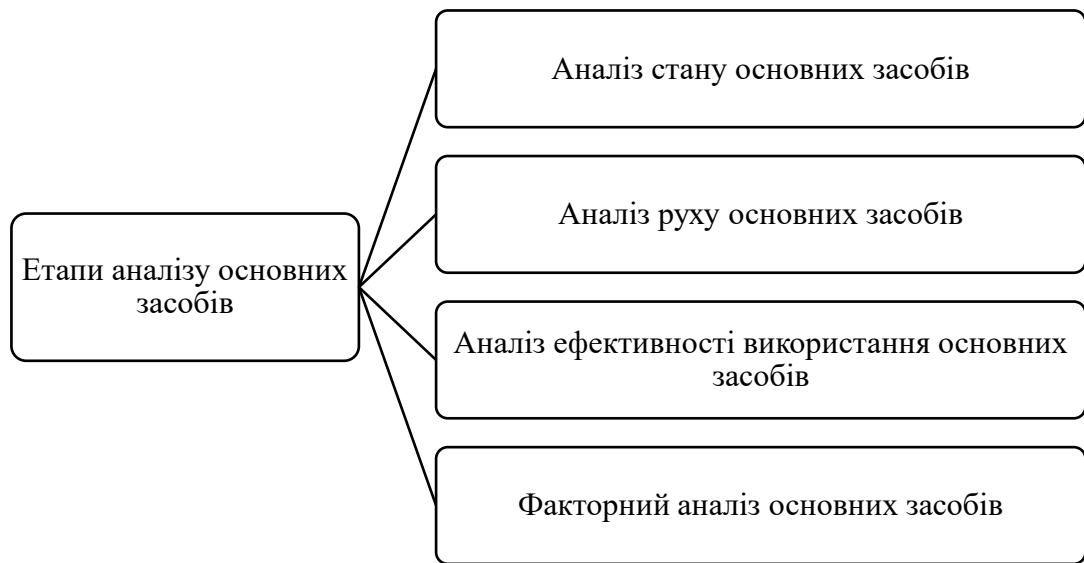 Етапи аналізу основних
засобів
Аналіз стану основних засобів
Аналіз руху основних засобів
Аналіз ефективності використання основних
засобів
Факторний аналіз основних засобів